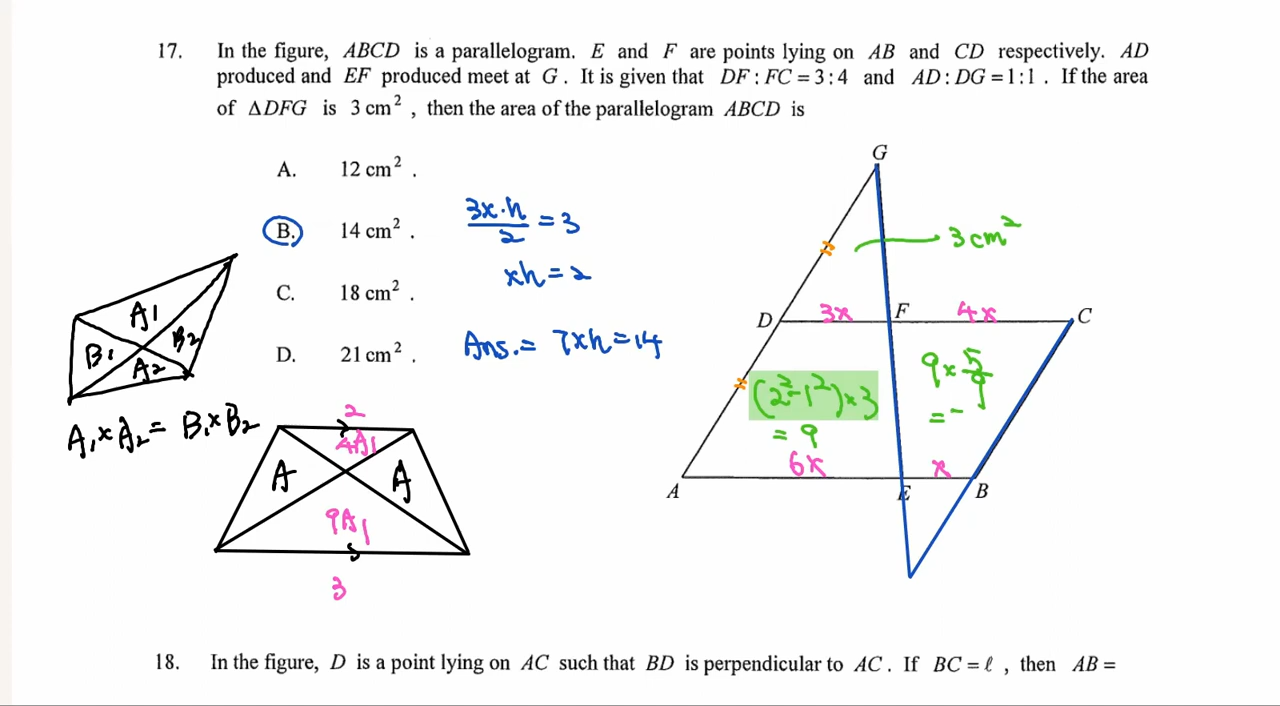 17. In the figure, ABCD is a parallelogram. E and F are points lying on AB and CD respectively. AD
produced and EF produced meet at G. It is given that DF : FC = 3 : 4 and AD : DG = 1 : 1. If the area
of ΔDFG is 3 cm², then the area of the parallelogram ABCD is
A. 12 cm².
B. 14 cm².
C. 18 cm².
D. 21 cm².
3x·h/2 = 3
xh = 2
Ans. = 7xh = 14
A1
B1
B2
A2
A1 × A2 = B1 × B2
2
4A1
A
A
9A1
3
G
3 cm²
D
3x
F
4x
C
(2²-1²)×3
= 9
9 × 5/9
= -
6x
x
A
E
B
18. In the figure, D is a point lying on AC such that BD is perpendicular to AC. If BC = ℓ, then AB =